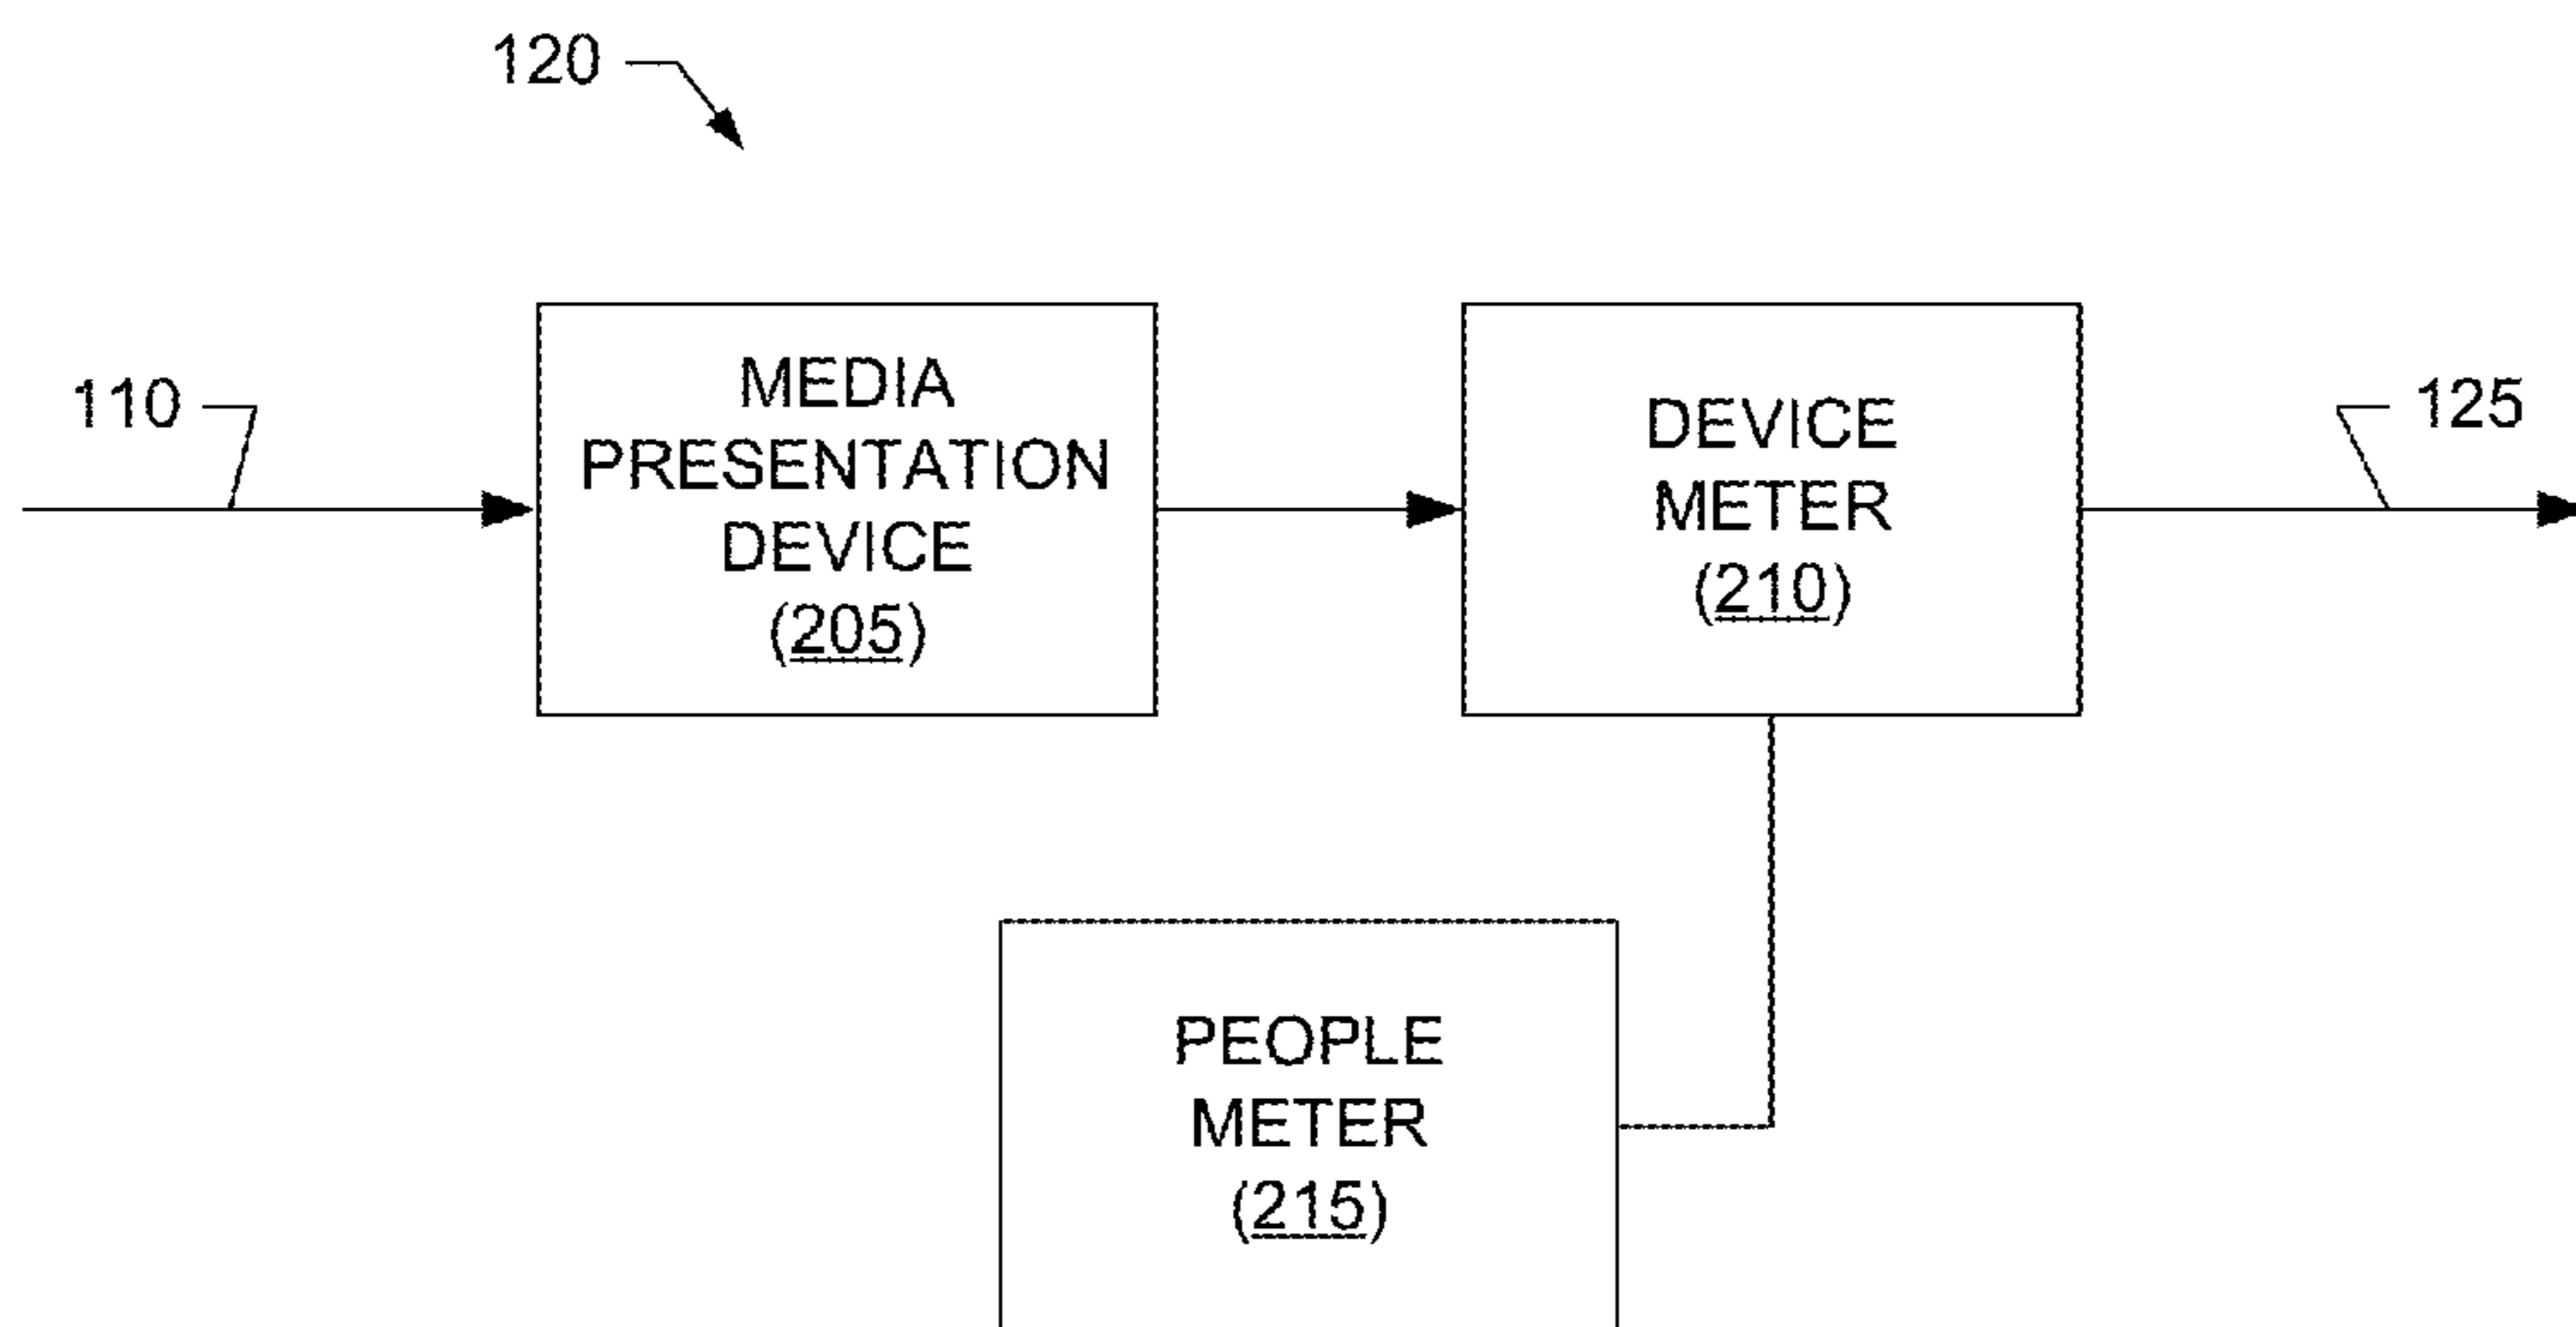 120
110
MEDIA
PRESENTATION
DEVICE
(205)
DEVICE
METER
(210)
125
PEOPLE
METER
(215)